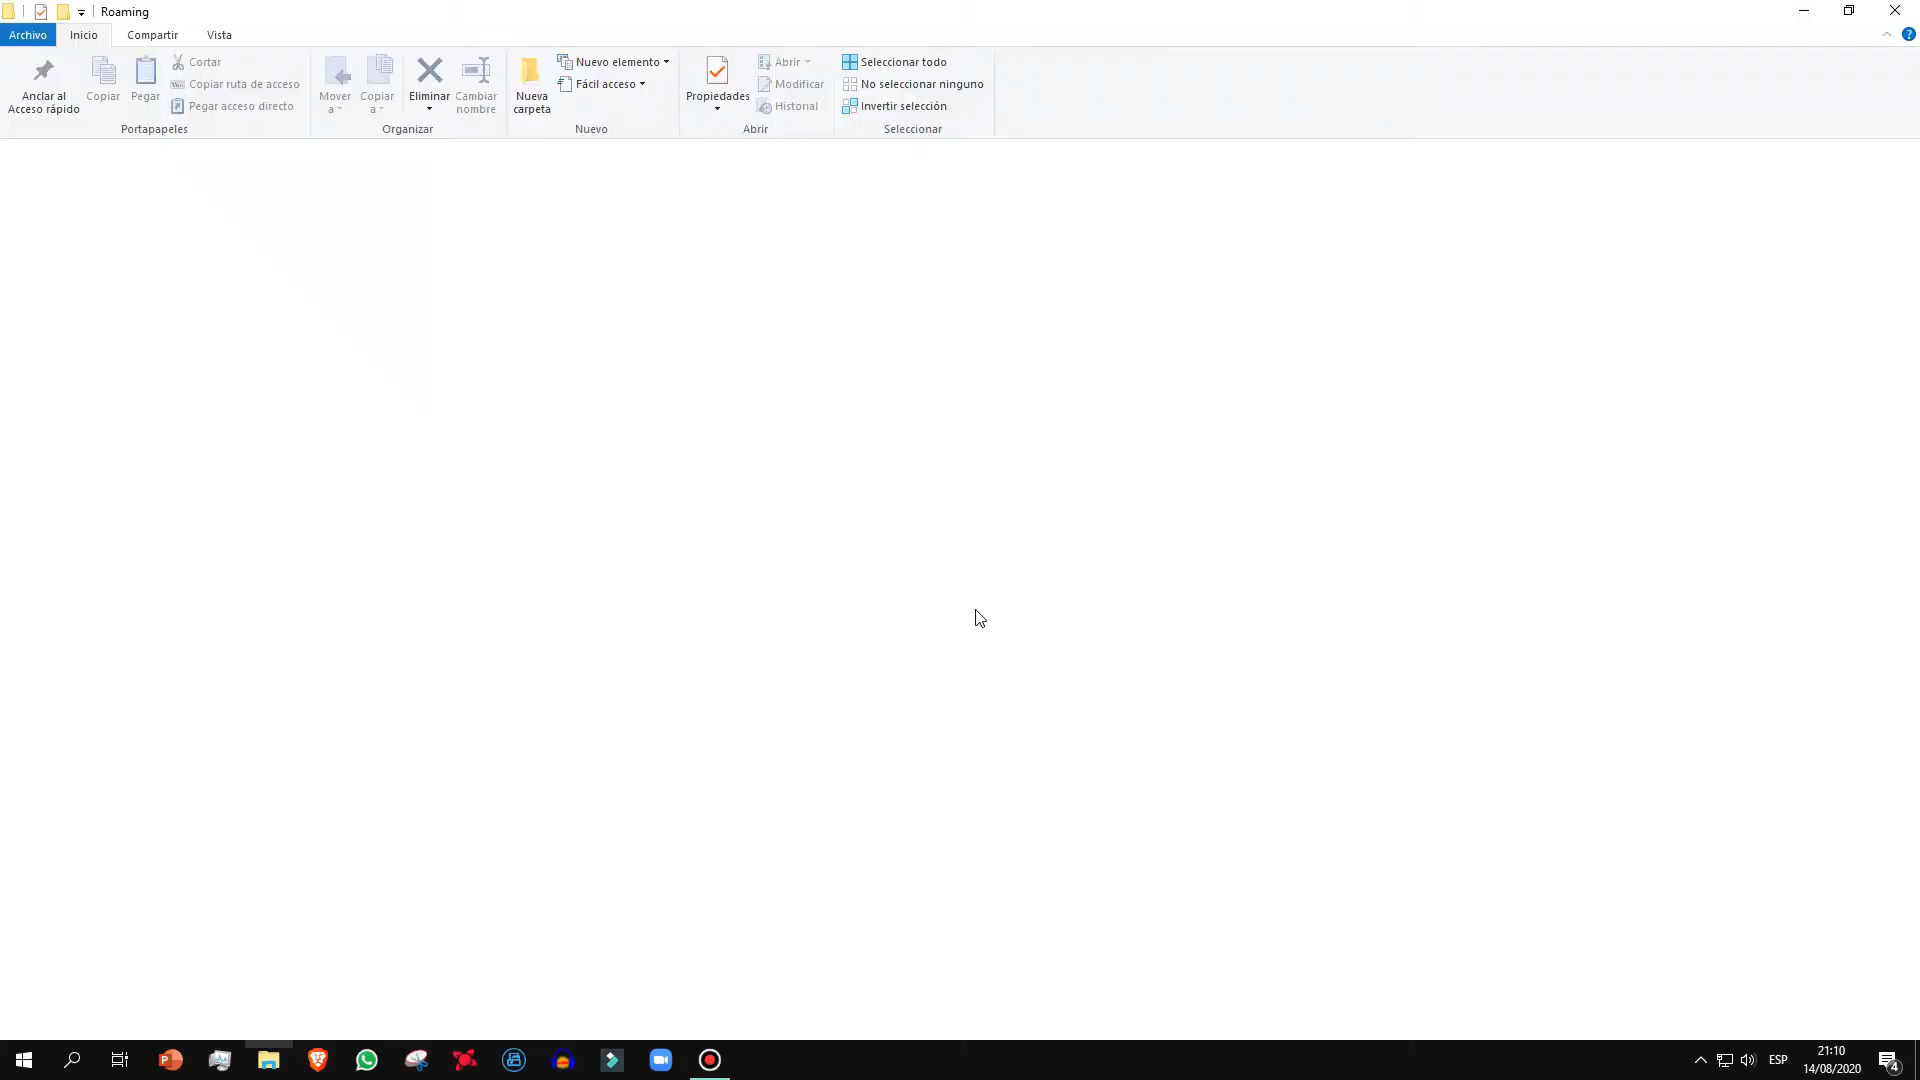 Roaming
Archivo Inicio Compartir Vista
Anclar al
Acceso rápido
Copiar
Pegar
Cortar
Copiar ruta de acceso
Pegar acceso directo
Portapapeles
Mover
a
Copiar
a
Eliminar
Cambiar
nombre
Organizar
Nueva
carpeta
Nuevo elemento
Fácil acceso
Nuevo
Propiedades
Abrir
Modificar
Historial
Abrir
Seleccionar todo
No seleccionar ninguno
Invertir selección
Seleccionar
ESP
21:10
14/08/2020
4